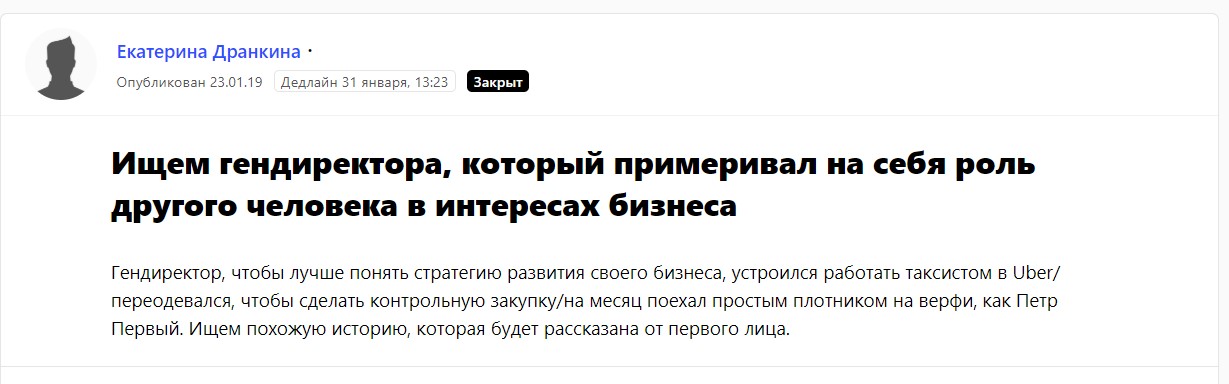 Екатерина Дранкина ·
Опубликован 23.01.19 Дедлайн 31 января, 13:23 Закрыт
Ищем гендиректора, который примеривал на себя роль
другого человека в интересах бизнеса
Гендиректор, чтобы лучше понять стратегию развития своего бизнеса, устроился работать таксистом в Uber/
переодевался, чтобы сделать контрольную закупку/на месяц поехал простым плотником на верфи, как Петр
Первый. Ищем похожую историю, которая будет рассказана от первого лица.